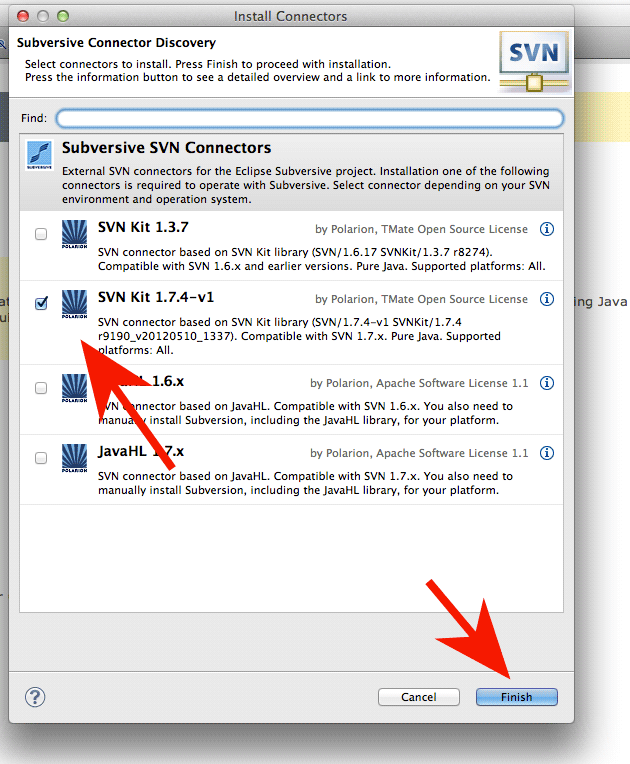 Install Connectors
Subversive Connector Discovery
Select connectors to install. Press Finish to proceed with installation.
Press the information button to see a detailed overview and a link to more information.
SVN
Find:
SUBVERSIVE
Subversive SVN Connectors
External SVN connectors for the Eclipse Subversive project. Installation one of the following
connectors is required to operate with Subversive. Select connector depending on your SVN
environment and operation system.
POLARION
SVN Kit 1.3.7
by Polarion, TMate Open Source License
SVN connector based on SVN Kit library (SVN/1.6.17 SVNKit/1.3.7 r8274).
Compatible with SVN 1.6.x and earlier versions. Pure Java. Supported platforms: All.
POLARION
SVN Kit 1.7.4-v1
by Polarion, TMate Open Source License
SVN connector based on SVN Kit library (SVN/1.7.4-v1 SVNKit/1.7.4
r9190_v20120510_1337). Compatible with SVN 1.7.x. Pure Java. Supported
platforms: All.
ing Java
POLARION
1.6.x
by Polarion, Apache Software License 1.1
SVN connector based on JavaHL. Compatible with SVN 1.6.x. You also need to
manually install Subversion, including the JavaHL library, for your platform.
POLARION
JavaHL 1.7.x
by Polarion, Apache Software License 1.1
SVN connector based on JavaHL. Compatible with SVN 1.7.x. You also need to
manually install Subversion, including the JavaHL library, for your platform.
?
Cancel
Finish